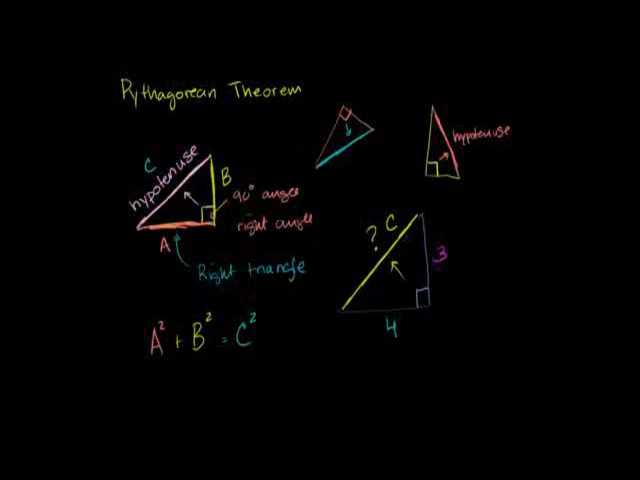 Pythagorean Theorem
C
hypotenuse
B
90° angle
right angle
A
Right triangle
hypotenuse
? C
3
4
A² + B² = C²